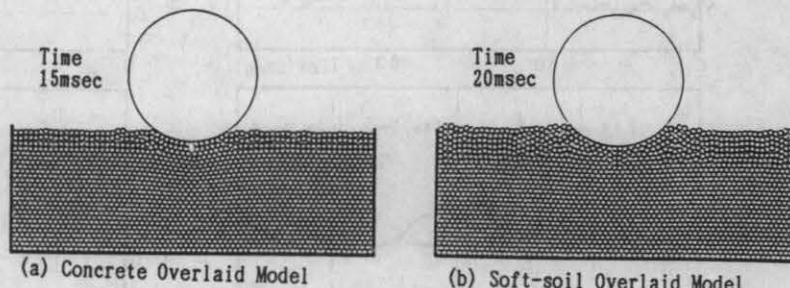 Time
15msec
Time
20msec
(a) Concrete Overlaid Model
(b) Soft-soil Overlaid Model